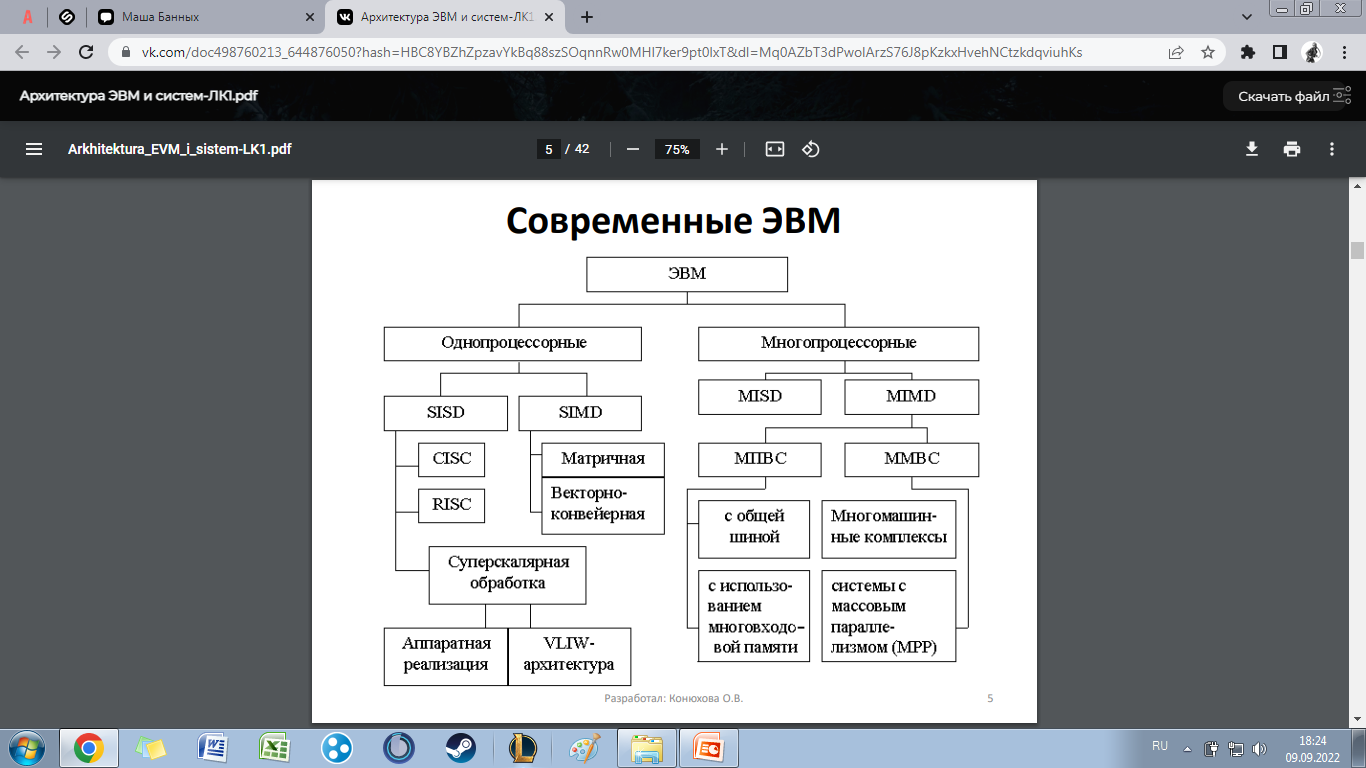 Маша Банных
Архитектура ЭВМ и систем-ЛК1
vk.com/doc498760213_644876050?hash=HBC8YBZhZpzavYkBq88szSOqnnRw0MHI7ker9pt0lxT&dl=Mq0AZbT3dPwolArzS76J8pKzkxHvehNCtzkdqviuhKs
Архитектура ЭВМ и систем-ЛК1.pdf
Скачать файл
Arkhitektura_EVM_i_sistem-LK1.pdf
5 / 42
75%
Современные ЭВМ
ЭВМ
Однопроцессорные
Многопроцессорные
MISD
MIMD
SISD
SIMD
CISC
Матричная
МПВС
ММВС
RISC
Векторно-
конвейерная
с общей
шиной
Многомашин-
ные комплексы
Суперскалярная
обработка
с использо-
ванием
многовходо-
вой памяти
системы с
массовым
паралле-
лизмом (МРР)
Аппаратная
реализация
VLIW-
архитектура
Разработал: Конюхова О.В.
5
RU
18:24
09.09.2022